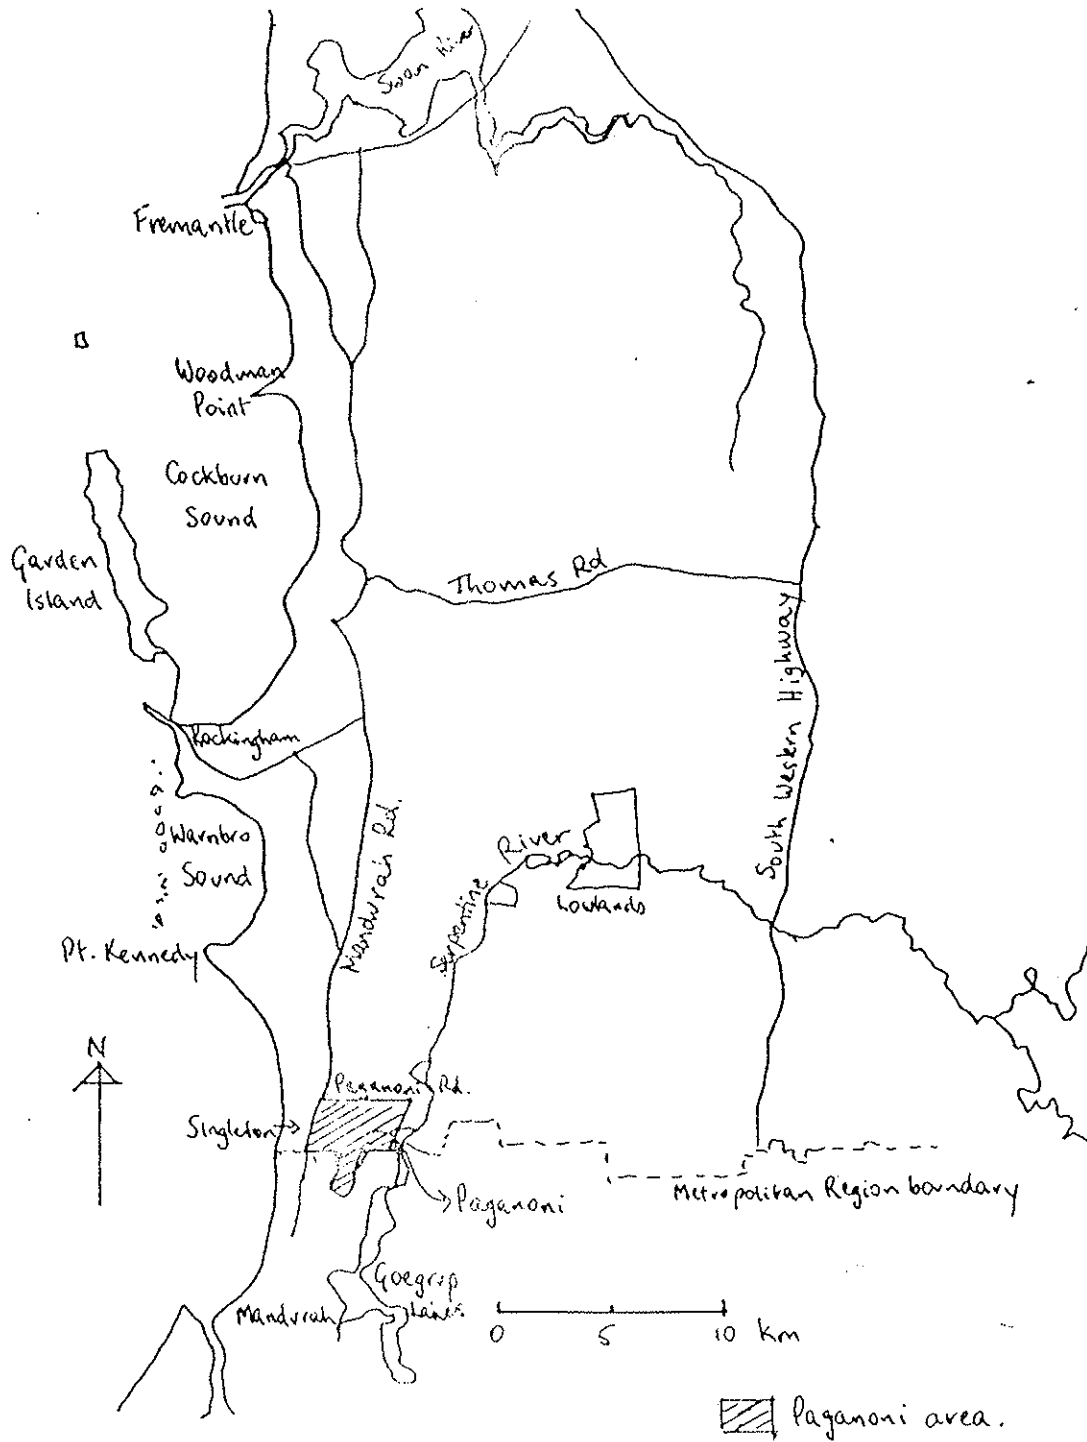 Swan River
Fremantle
Woodman
Point
Cockburn
Sound
Garden
Island
Thomas Rd
South Western Highway
Rockingham
Mandurah Rd.
Warnbro
Sound
Serpentine River
Lowlands
Pt. Kennedy
N
Paganoni Rd.
Singleton
Paganoni
Metropolitan Region boundary
Goegrup
Lakes
Mandurah
0 5 10 km
Paganoni area.